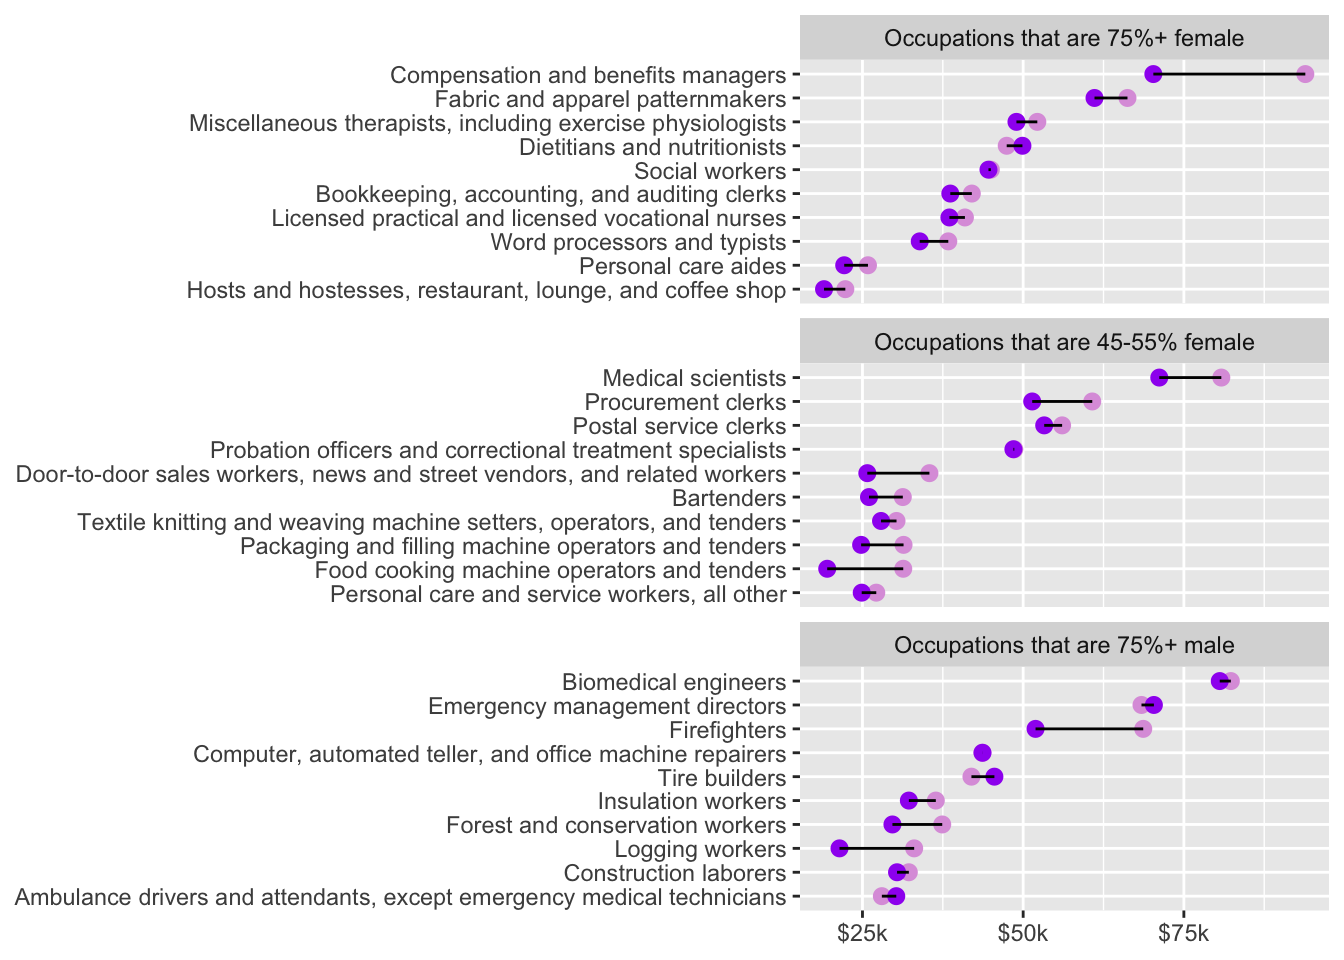 Occupations that are 75%+ female
Compensation and benefits managers
Fabric and apparel patternmakers
Miscellaneous therapists, including exercise physiologists
Dietitians and nutritionists
Social workers
Bookkeeping, accounting, and auditing clerks
Licensed practical and licensed vocational nurses
Word processors and typists
Personal care aides
Hosts and hostesses, restaurant, lounge, and coffee shop
Occupations that are 45-55% female
Medical scientists
Procurement clerks
Postal service clerks
Probation officers and correctional treatment specialists
Door-to-door sales workers, news and street vendors, and related workers
Bartenders
Textile knitting and weaving machine setters, operators, and tenders
Packaging and filling machine operators and tenders
Food cooking machine operators and tenders
Personal care and service workers, all other
Occupations that are 75%+ male
Biomedical engineers
Emergency management directors
Firefighters
Computer, automated teller, and office machine repairers
Tire builders
Insulation workers
Forest and conservation workers
Logging workers
Construction laborers
Ambulance drivers and attendants, except emergency medical technicians
$25k $50k $75k